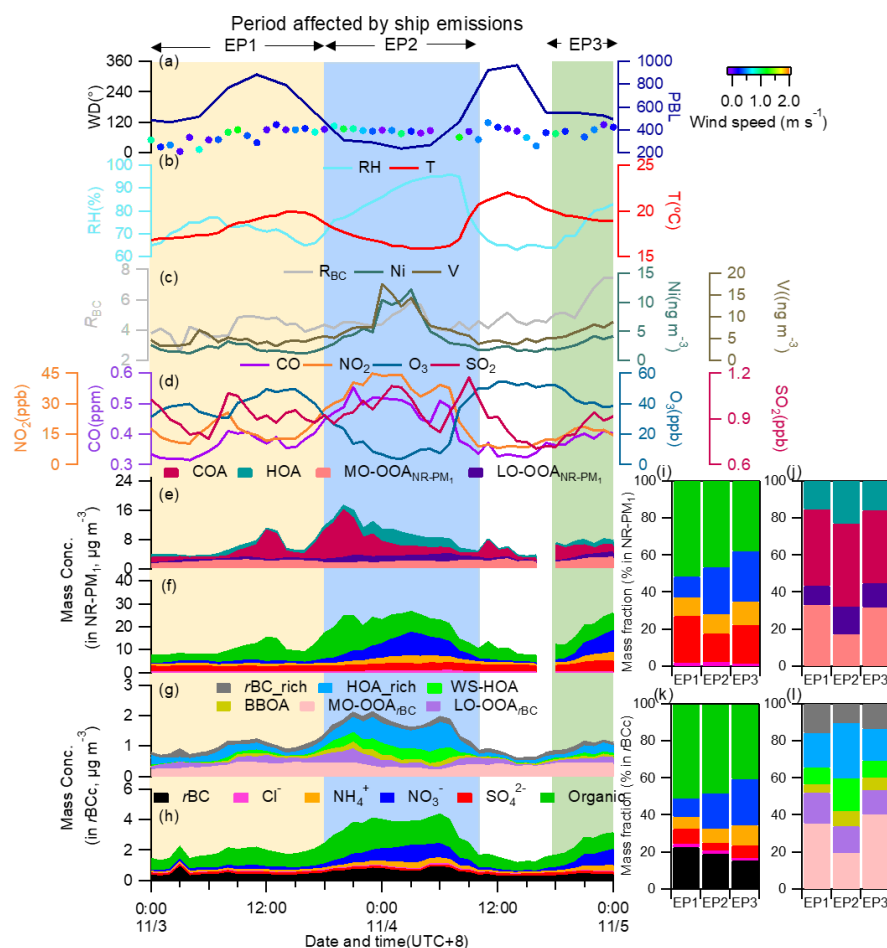 Period affected by ship emissions
EP1 EP2 EP3
(a)
WD(°)
360
240
120
0
PBL
1000
800
600
400
200
0.0 1.0 2.0
Wind speed (m s-1)
(b)
RH T
RH(%)
100
90
80
70
60
T(°C)
25
20
15
(c)
RBC Ni V
RBC
8
6
4
2
Ni(ng m-3)
15
10
5
0
V((ng m-3)
20
15
10
5
0
(d)
CO NO2 O3 SO2
NO2(ppb)
45
30
15
0
CO(ppm)
0.6
0.5
0.4
0.3
O3(ppb)
60
40
20
0
SO2(ppb)
1.2
0.9
0.6
COA HOA MO-OOANR-PM1 LO-OOANR-PM1
(e)
24
16
8
0
(f)
40
30
20
10
0
Mass Conc.
(in NR-PM1, µg m-3)
(g)
rBC_rich HOA_rich WS-HOA
BBOA MO-OOArBC LO-OOArBC
3
2
1
0
Mass Conc.
(in rBCc, µg m-3)
(h)
rBC Cl- NH4+ NO3- SO42- Organic
6
4
2
0
0:00 12:00 0:00 12:00 0:00
11/3 11/4 11/5
Date and time(UTC+8)
(i) (j)
Mass fraction (% in NR-PM1)
100
80
60
40
20
0
100
80
60
40
20
0
EP1 EP2 EP3 EP1 EP2 EP3
(k) (l)
Mass fraction (% in rBCc)
100
80
60
40
20
0
100
80
60
40
20
0
EP1 EP2 EP3 EP1 EP2 EP3